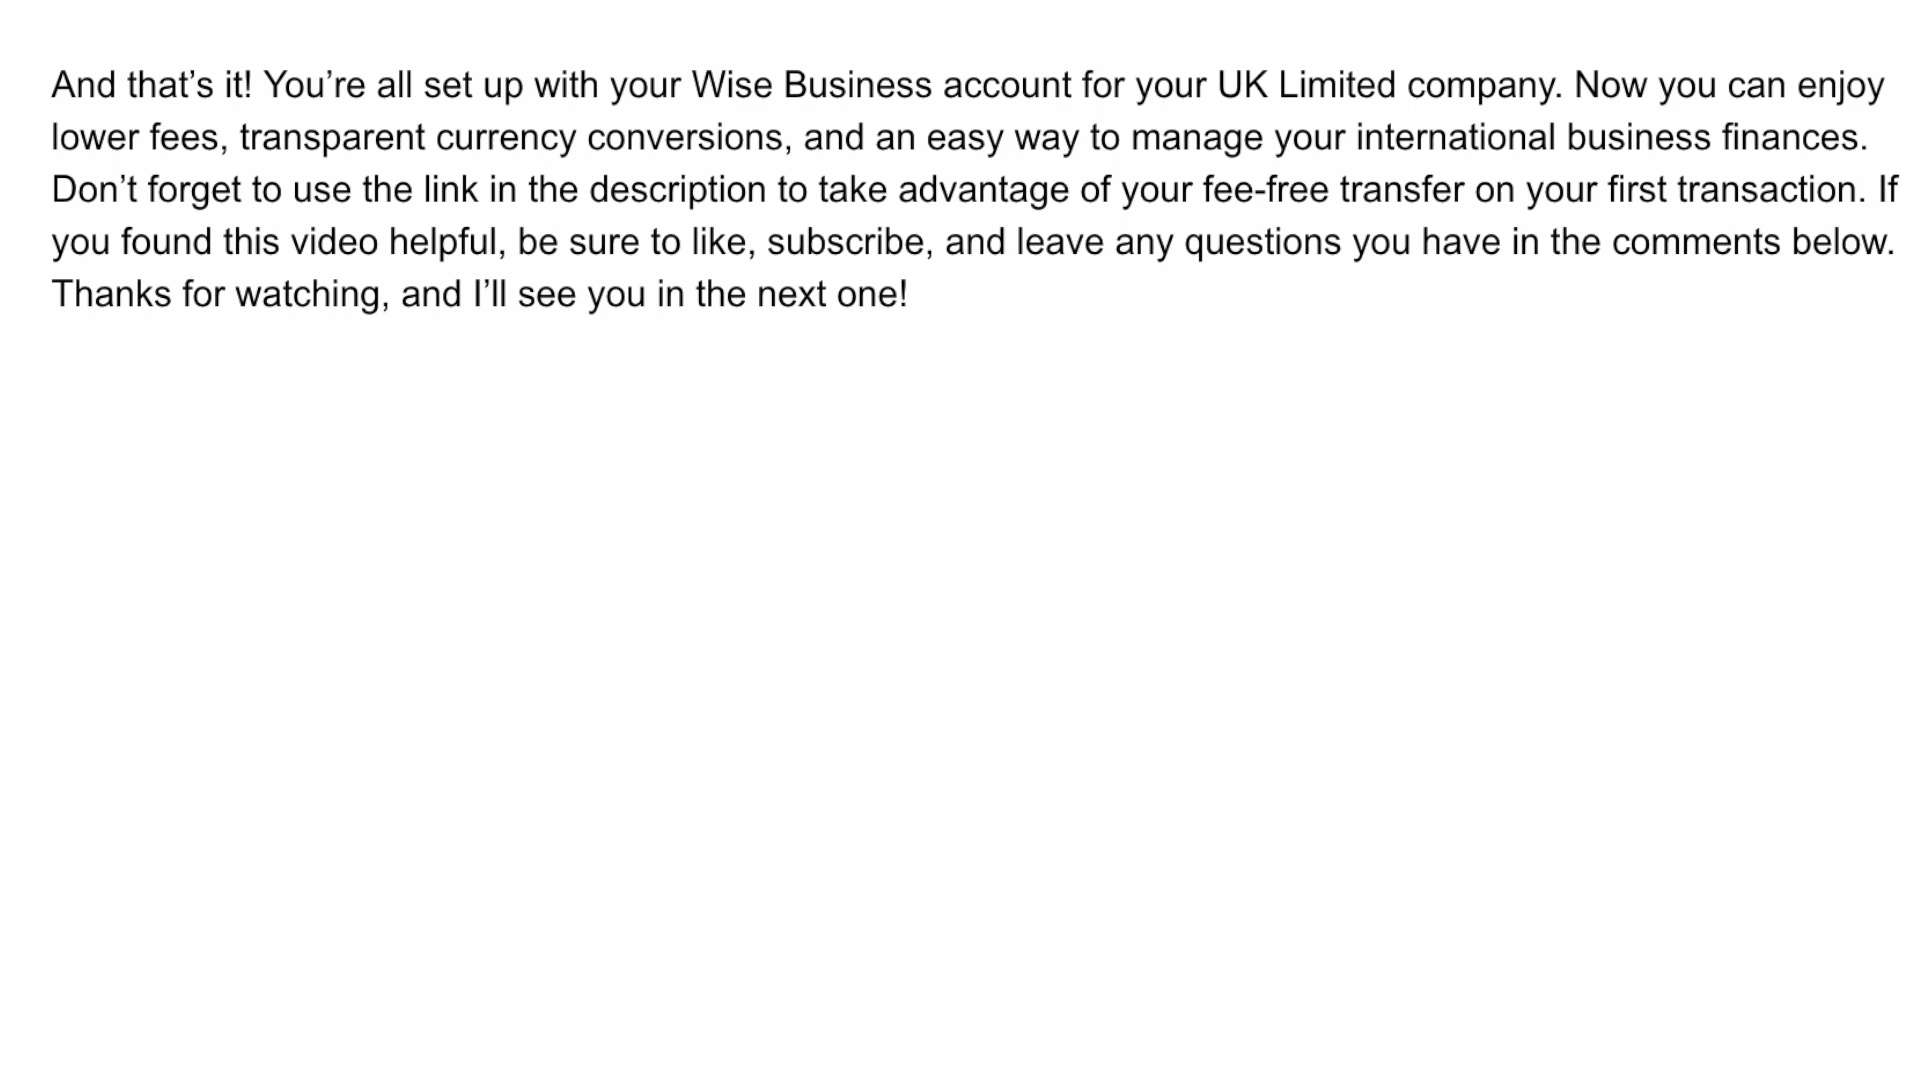 And that’s it! You’re all set up with your Wise Business account for your UK Limited company. Now you can enjoy
lower fees, transparent currency conversions, and an easy way to manage your international business finances.
Don’t forget to use the link in the description to take advantage of your fee-free transfer on your first transaction. If
you found this video helpful, be sure to like, subscribe, and leave any questions you have in the comments below.
Thanks for watching, and I’ll see you in the next one!